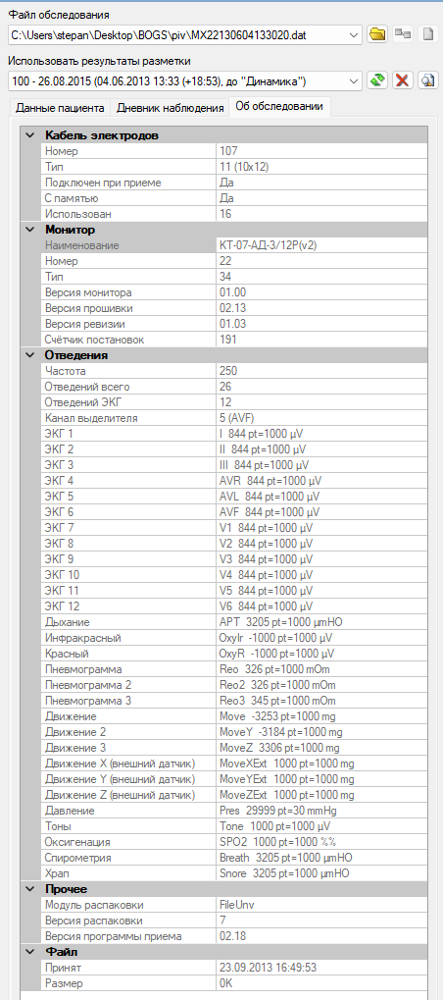 Файл обследования
C:\Users\stepan\Desktop\BOGS\piv\MX22130604133020.dat
Использовать результаты разметки
100 - 26.08.2015 (04.06.2013 13:33 (+18:53), до "Динамика")
Данные пациента Дневник наблюдения Об обследовании
Кабель электродов
Номер 107
Тип 11 (10x12)
Подключен при приеме Да
С памятью Да
Использован 16
Монитор
Наименование КТ-07-АД-3/12Р(v2)
Номер 22
Тип 34
Версия монитора 01.00
Версия прошивки 02.13
Версия ревизии 01.03
Счётчик постановок 191
Отведения
Частота 250
Отведений всего 26
Отведений ЭКГ 12
Канал выделителя 5 (AVF)
ЭКГ 1 I 844 pt=1000 µV
ЭКГ 2 II 844 pt=1000 µV
ЭКГ 3 III 844 pt=1000 µV
ЭКГ 4 AVR 844 pt=1000 µV
ЭКГ 5 AVL 844 pt=1000 µV
ЭКГ 6 AVF 844 pt=1000 µV
ЭКГ 7 V1 844 pt=1000 µV
ЭКГ 8 V2 844 pt=1000 µV
ЭКГ 9 V3 844 pt=1000 µV
ЭКГ 10 V4 844 pt=1000 µV
ЭКГ 11 V5 844 pt=1000 µV
ЭКГ 12 V6 844 pt=1000 µV
Дыхание APT 3205 pt=1000 µmHO
Инфракрасный OxyIr -1000 pt=1000 µV
Красный OxyR -1000 pt=1000 µV
Пневмограмма Reo 326 pt=1000 mOm
Пневмограмма 2 Reo2 326 pt=1000 mOm
Пневмограмма 3 Reo3 345 pt=1000 mOm
Движение Move -3253 pt=1000 mg
Движение 2 MoveY -3184 pt=1000 mg
Движение 3 MoveZ 3306 pt=1000 mg
Движение X (внешний датчик) MoveXExt 1000 pt=1000 mg
Движение Y (внешний датчик) MoveYExt 1000 pt=1000 mg
Движение Z (внешний датчик) MoveZExt 1000 pt=1000 mg
Давление Pres 29999 pt=30 mmHg
Тоны Tone 1000 pt=1000 µV
Оксигенация SPO2 1000 pt=1000 %%
Спирометрия Breath 3205 pt=1000 µmHO
Храп Snore 3205 pt=1000 µmHO
Прочее
Модуль распаковки FileUnv
Версия распаковки 7
Версия программы приема 02.18
Файл
Принят 23.09.2013 16:49:53
Размер 0K